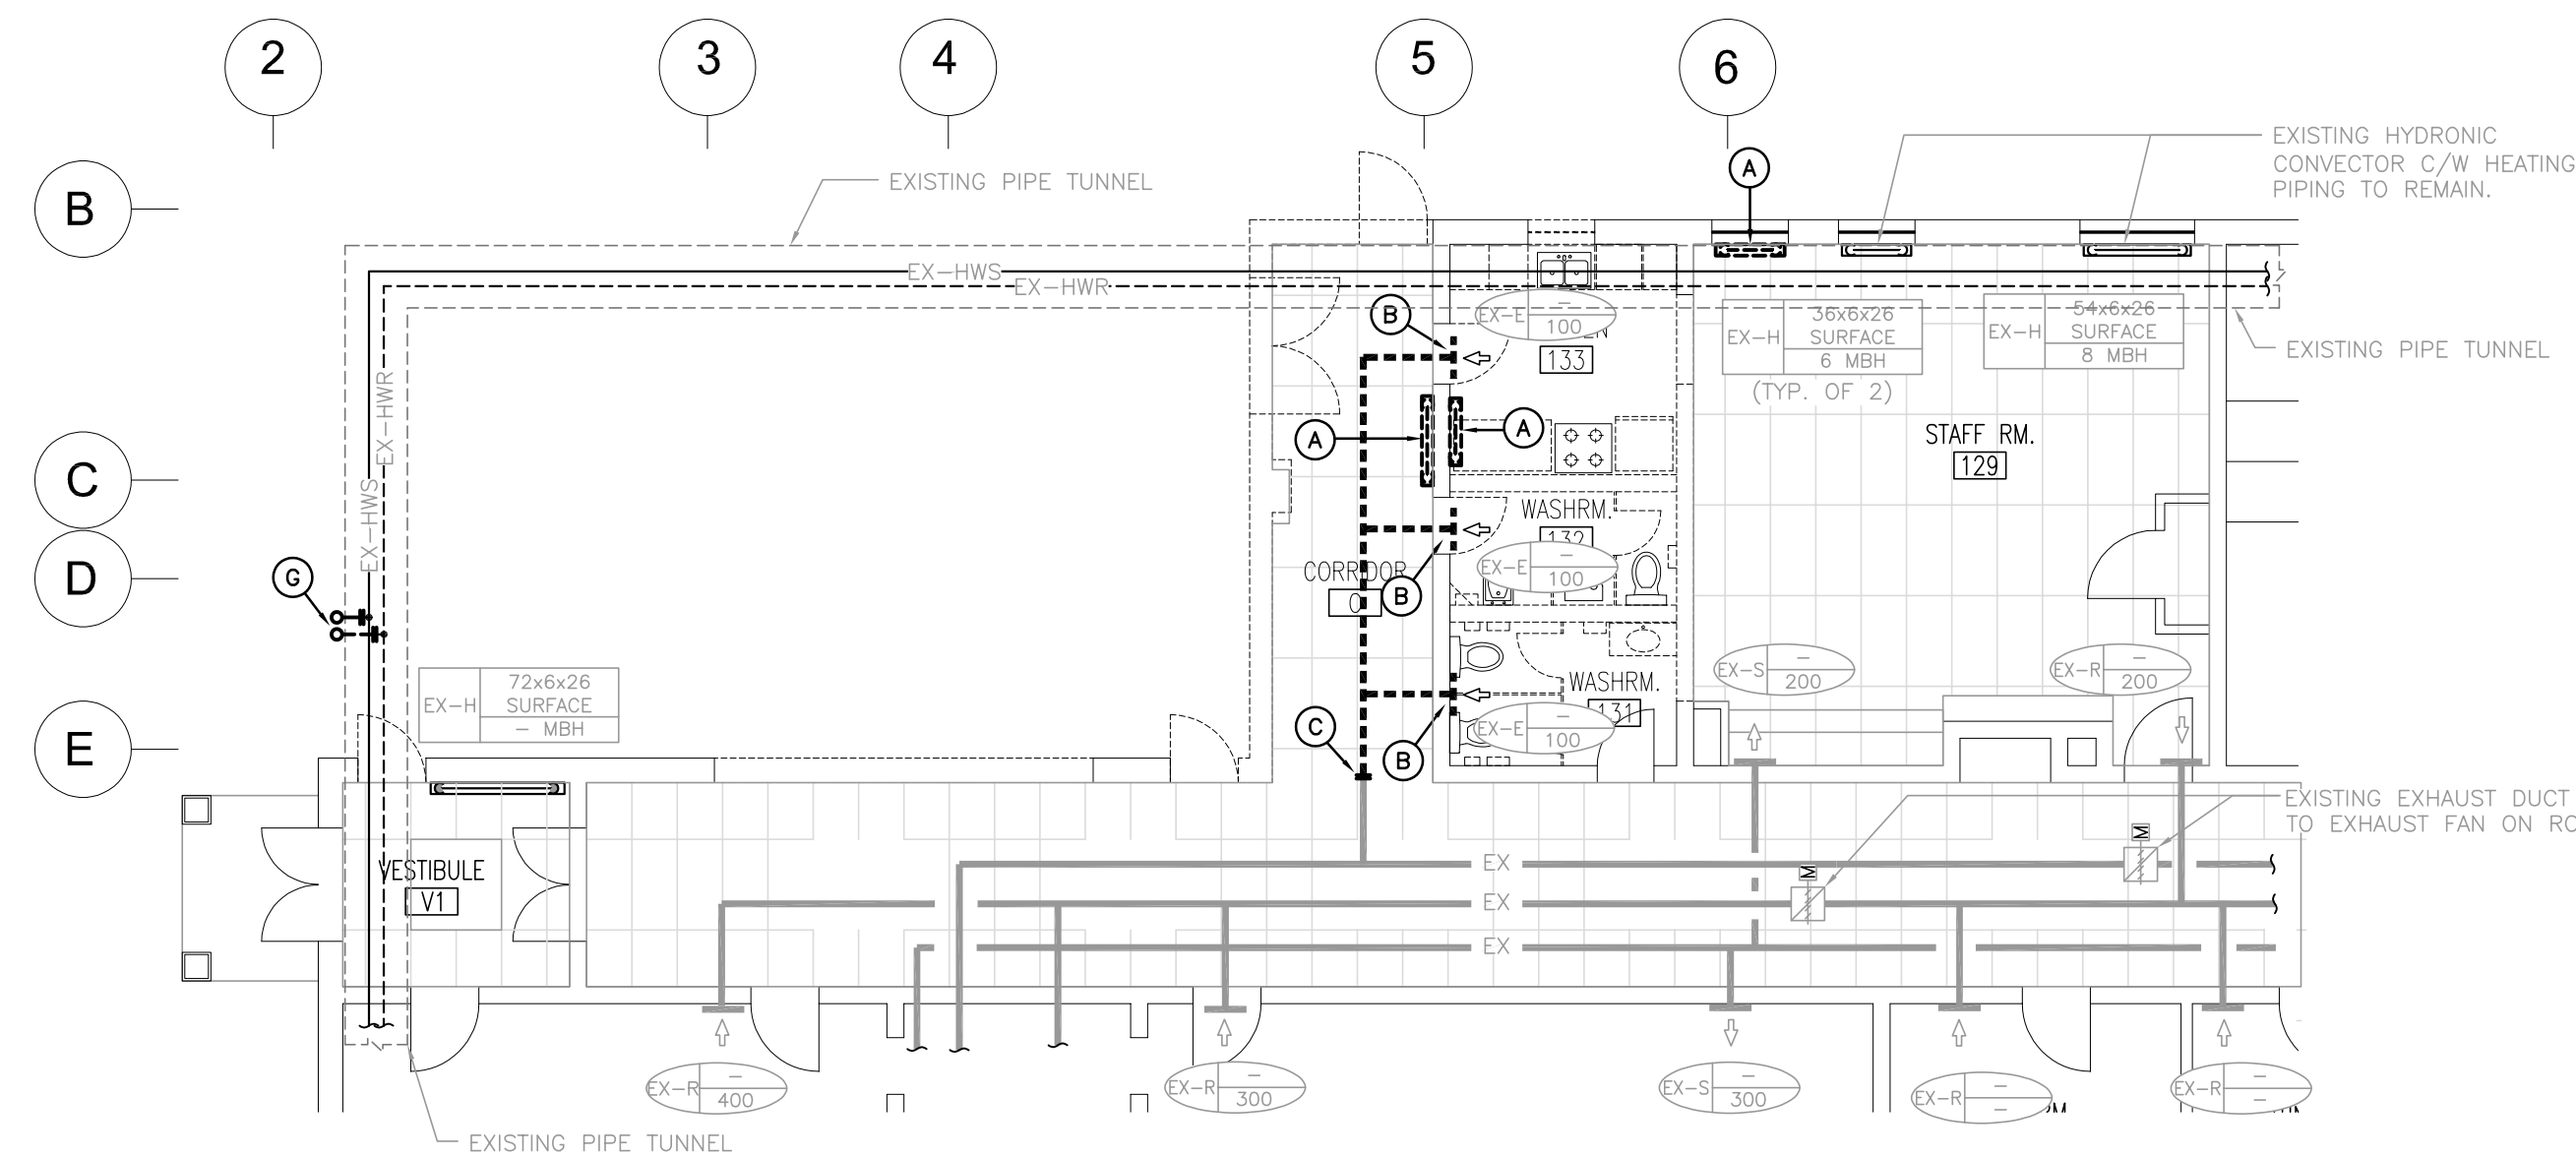 2
3
4
5
6
B
C
D
E
EXISTING PIPE TUNNEL
A
EXISTING HYDRONIC
CONVECTOR C/W HEATING
PIPING TO REMAIN.
EX-HWS
EX-HWR
EX-HWR
EX-HWS
B
EX-E
—
100
133
EX-H
36x6x26
SURFACE
6 MBH
(TYP. OF 2)
EX-H
54x6x26
SURFACE
8 MBH
EXISTING PIPE TUNNEL
A
A
STAFF RM.
129
WASHRM.
132
EX-E
—
100
CORRIDOR
0
B
G
EX-H
72x6x26
SURFACE
— MBH
WASHRM.
131
EX-E
—
100
C
B
EX-S
—
200
EX-R
—
200
VESTIBULE
V1
EXISTING EXHAUST DUCT
M
M
EX
EX
EX
EX-R
—
400
EX-R
—
300
EX-S
—
300
EX-R
—
—
EX-R
—
—
EXISTING PIPE TUNNEL